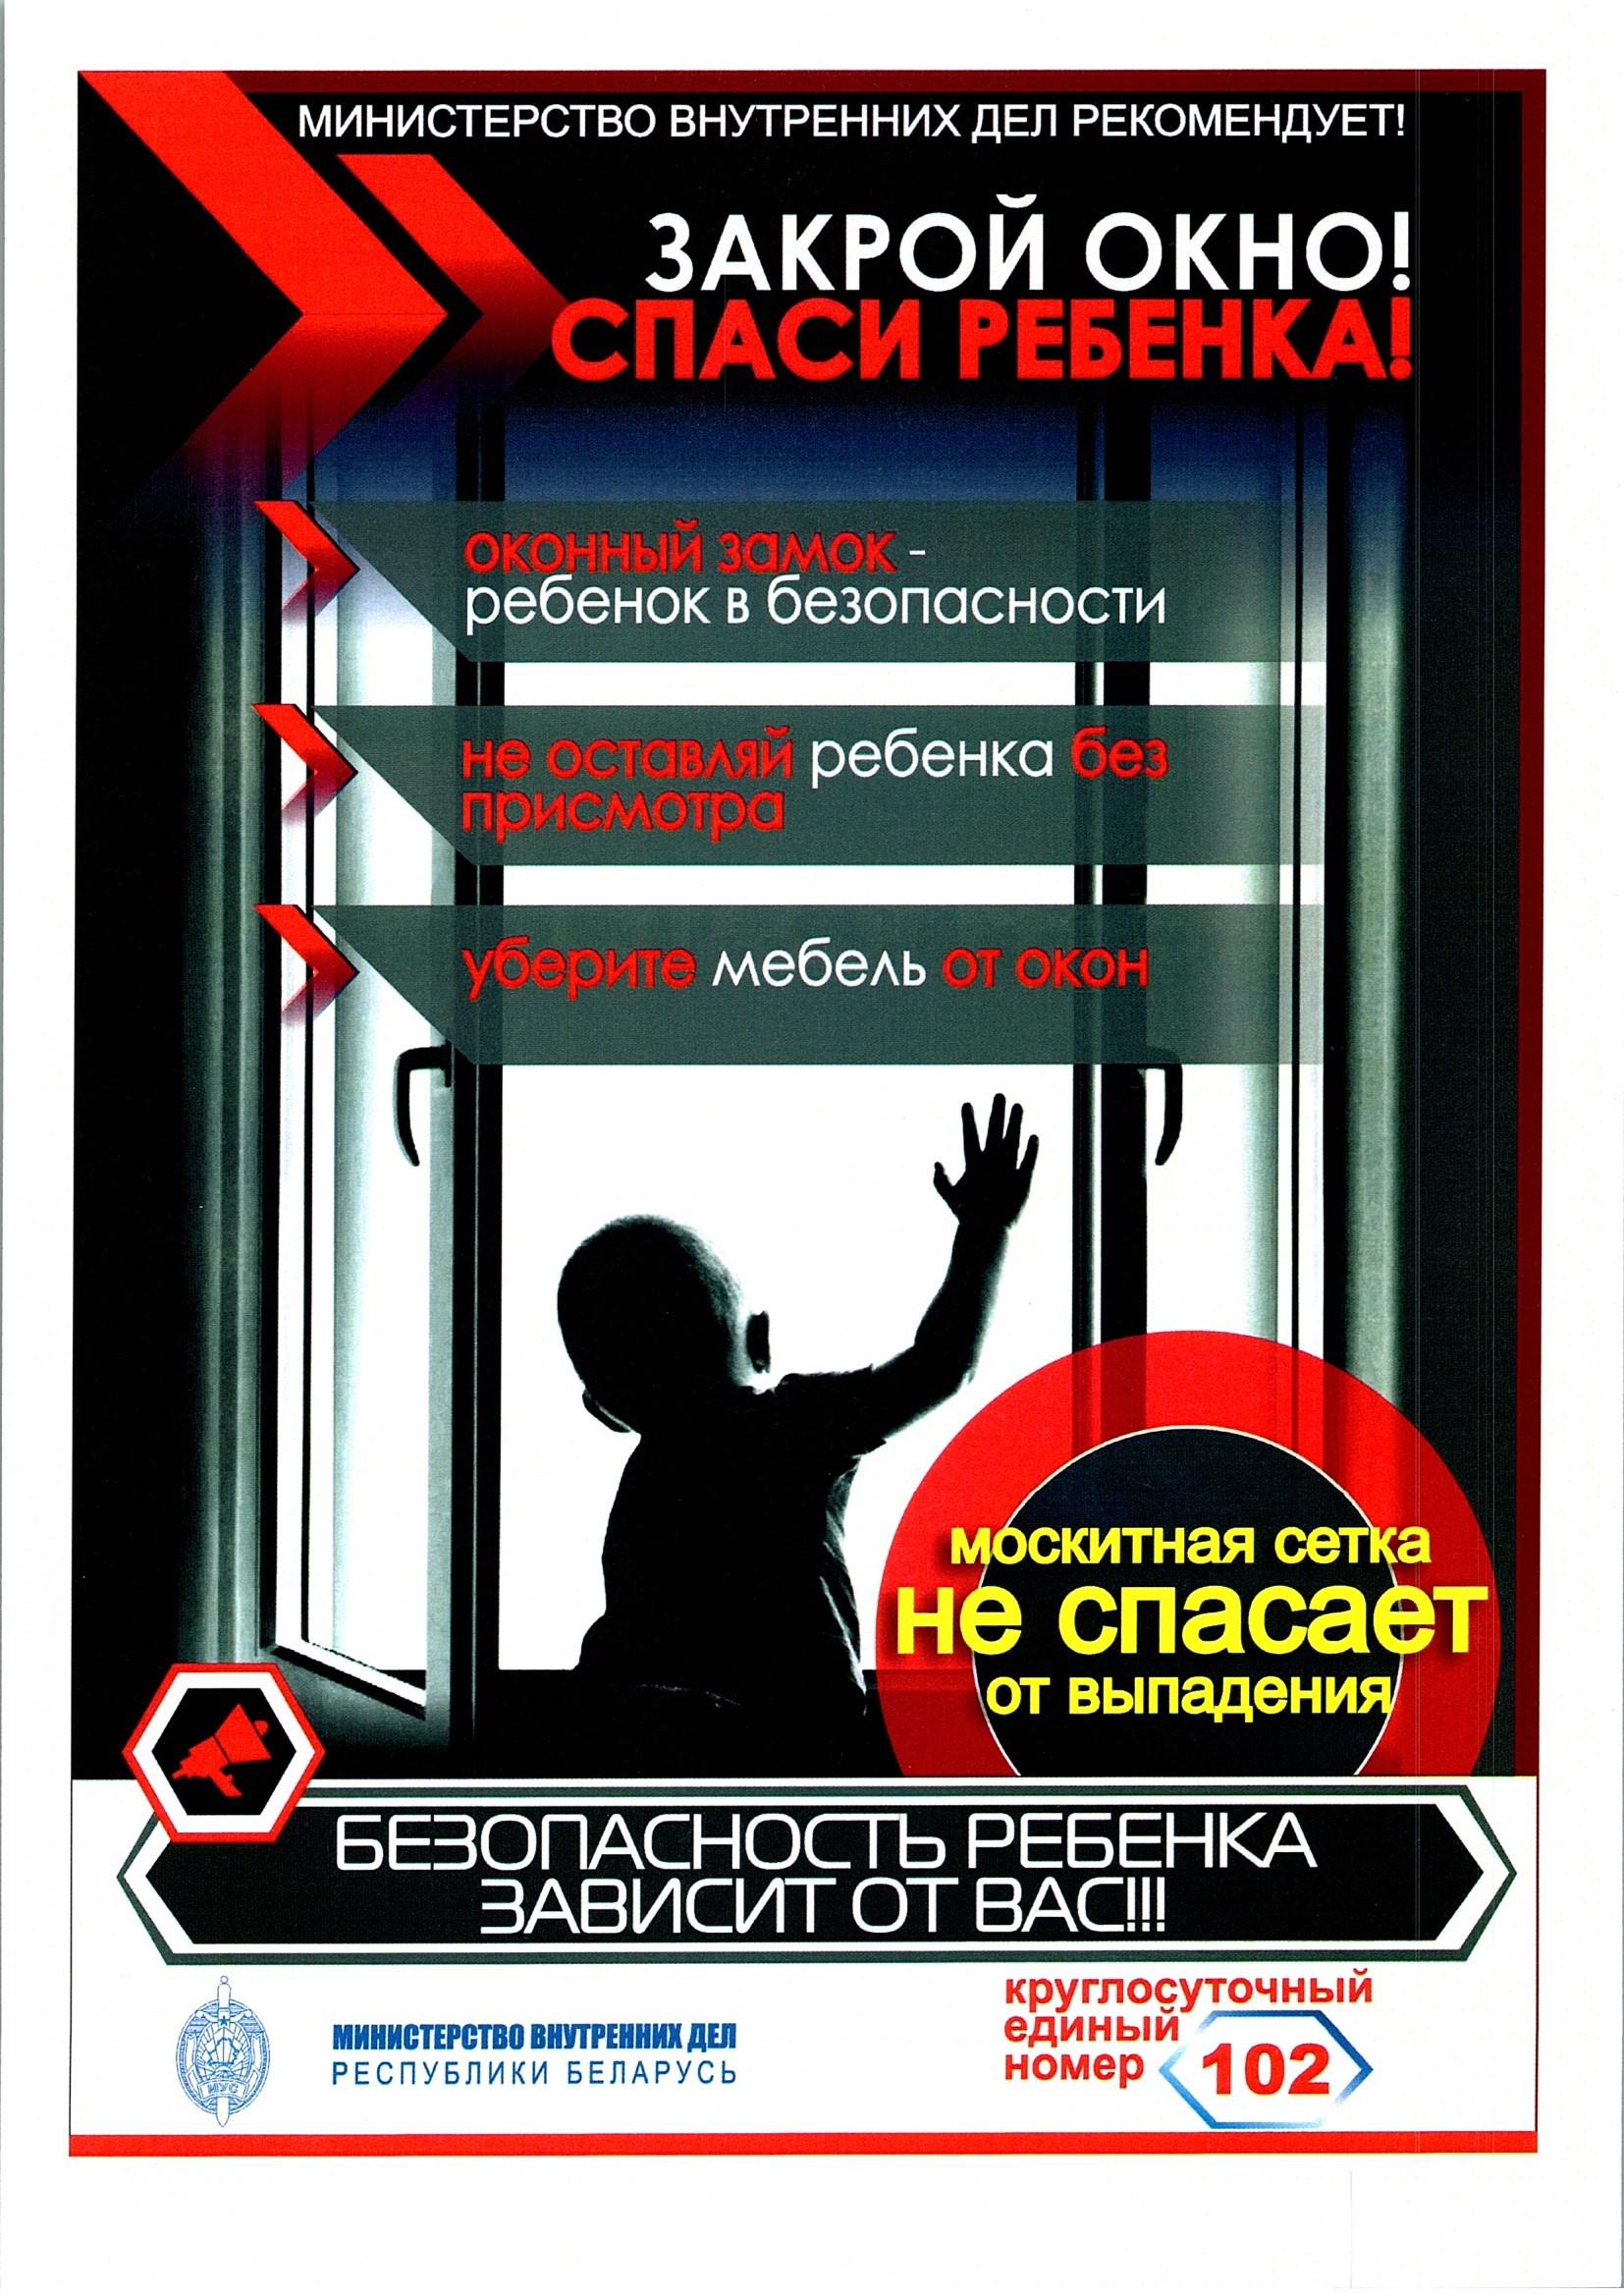 МИНИСТЕРСТВО ВНУТРЕННИХ ДЕЛ РЕКОМЕНДУЕТ!
ЗАКРОЙ ОКНО!
СПАСИ РЕБЕНКА!
оконный замок -
ребенок в безопасности
не оставляй ребенка без
присмотра
уберите мебель от окон
москитная сетка
не спасает
от выпадения
БЕЗОПАСНОСТЬ РЕБЕНКА
ЗАВИСИТ ОТ ВАС!!!
МУС
МИНИСТЕРСТВО ВНУТРЕННИХ ДЕЛ
РЕСПУБЛИКИ БЕЛАРУСЬ
круглосуточный
единый
номер 102